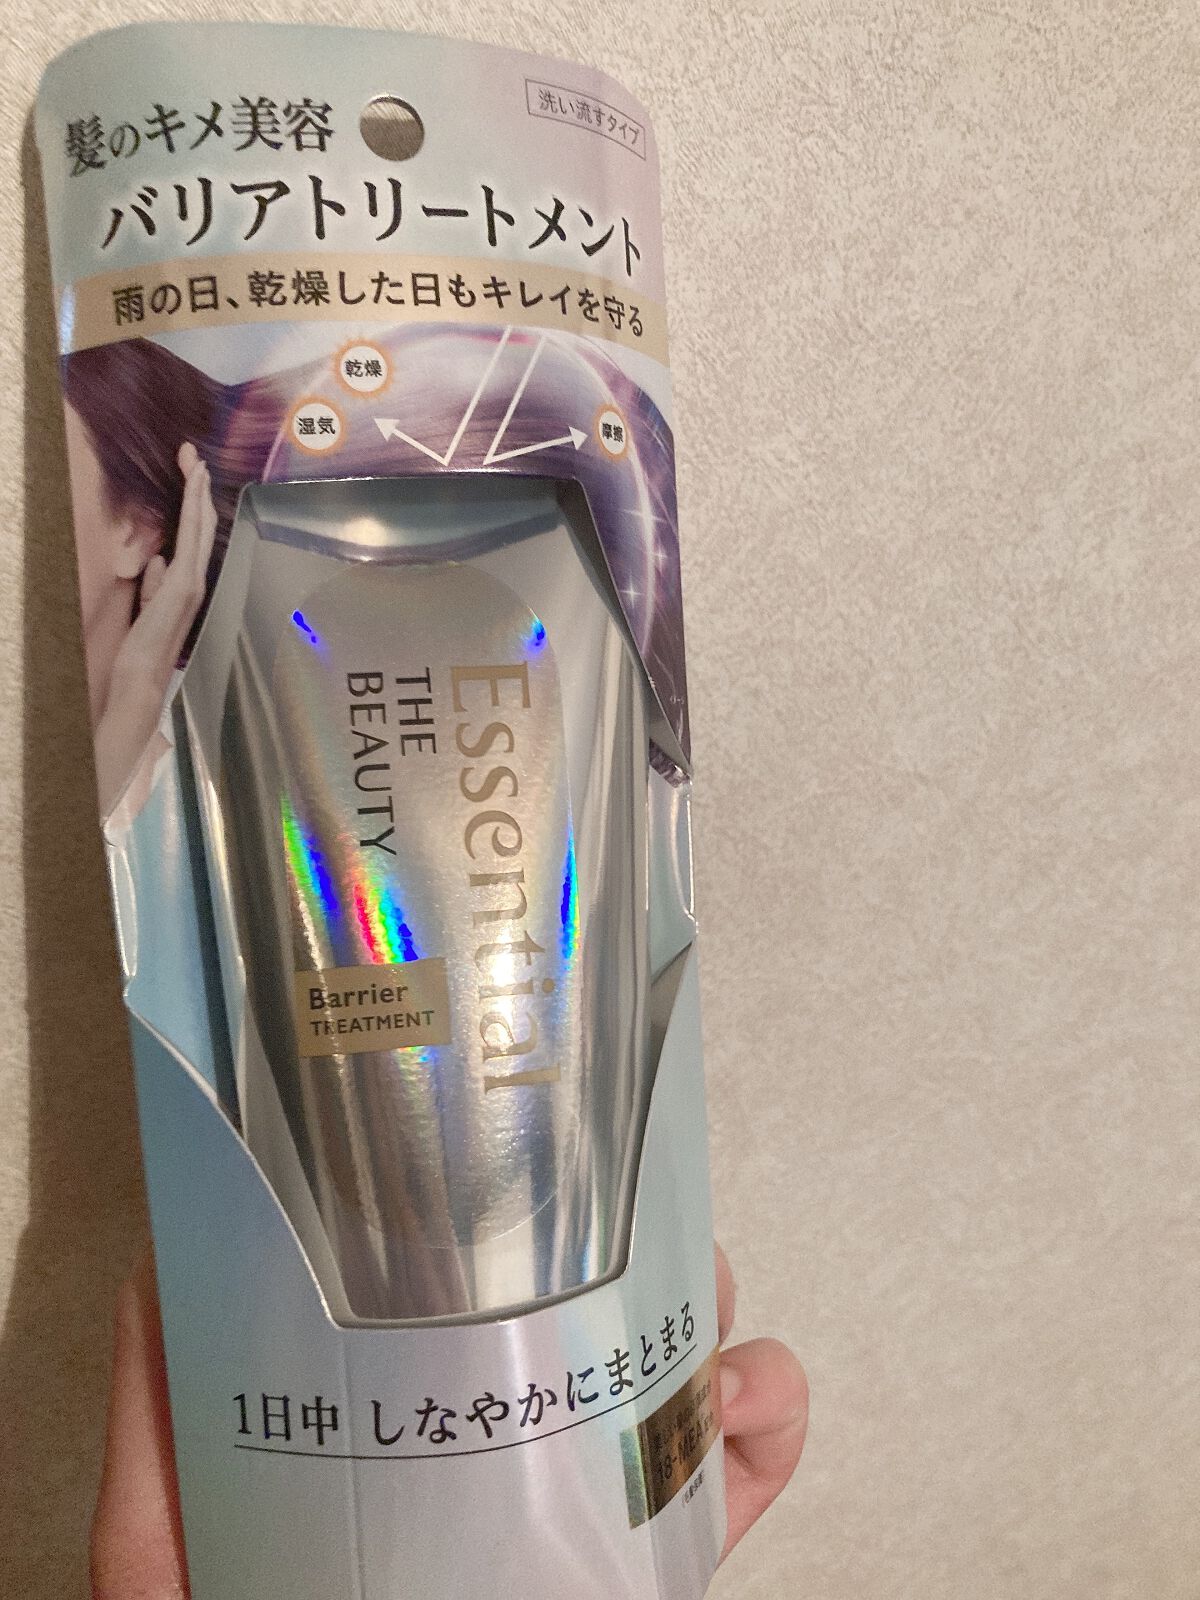 洗い流すタイプ
髪のキメ美容
バリアトリートメント
雨の日、乾燥した日もキレイを守る
乾燥
湿気
摩擦
Essential
THE
BEAUTY
Barrier
TREATMENT
1日中 しなやかにまとまる
18-MEA